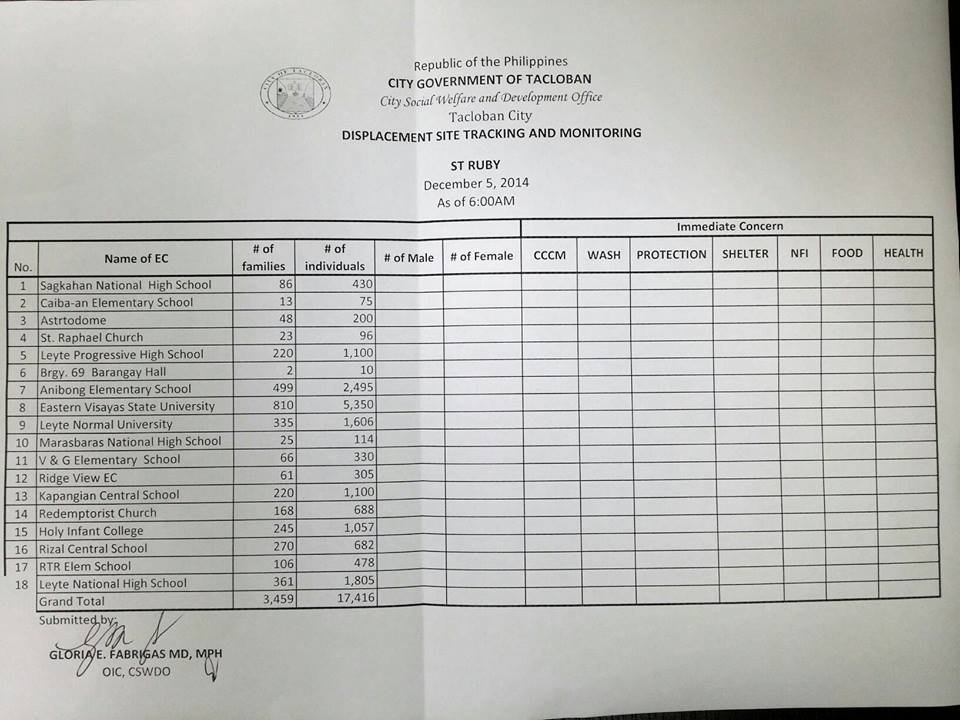 CITY OF TACLOBAN
Republic of the Philippines
CITY GOVERNMENT OF TACLOBAN
City Social Welfare and Development Office
Tacloban City
DISPLACEMENT SITE TRACKING AND MONITORING
ST RUBY
December 5, 2014
As of 6:00AM
Immediate Concern
No. Name of EC # of families # of individuals # of Male # of Female CCCM WASH PROTECTION SHELTER NFI FOOD HEALTH
1 Sagkahan National High School 86 430
2 Caiba-an Elementary School 13 75
3 Astrtodome 48 200
4 St. Raphael Church 23 96
5 Leyte Progressive High School 220 1,100
6 Brgy. 69 Barangay Hall 2 10
7 Anibong Elementary School 499 2,495
8 Eastern Visayas State University 810 5,350
9 Leyte Normal University 335 1,606
10 Marasbaras National High School 25 114
11 V & G Elementary School 66 330
12 Ridge View EC 61 305
13 Kapangian Central School 220 1,100
14 Redemptorist Church 168 688
15 Holy Infant College 245 1,057
16 Rizal Central School 270 682
17 RTR Elem School 106 478
18 Leyte National High School 361 1,805
Grand Total 3,459 17,416
Submitted by:
GLORIA E. FABRIGAS MD, MPH
OIC, CSWDO